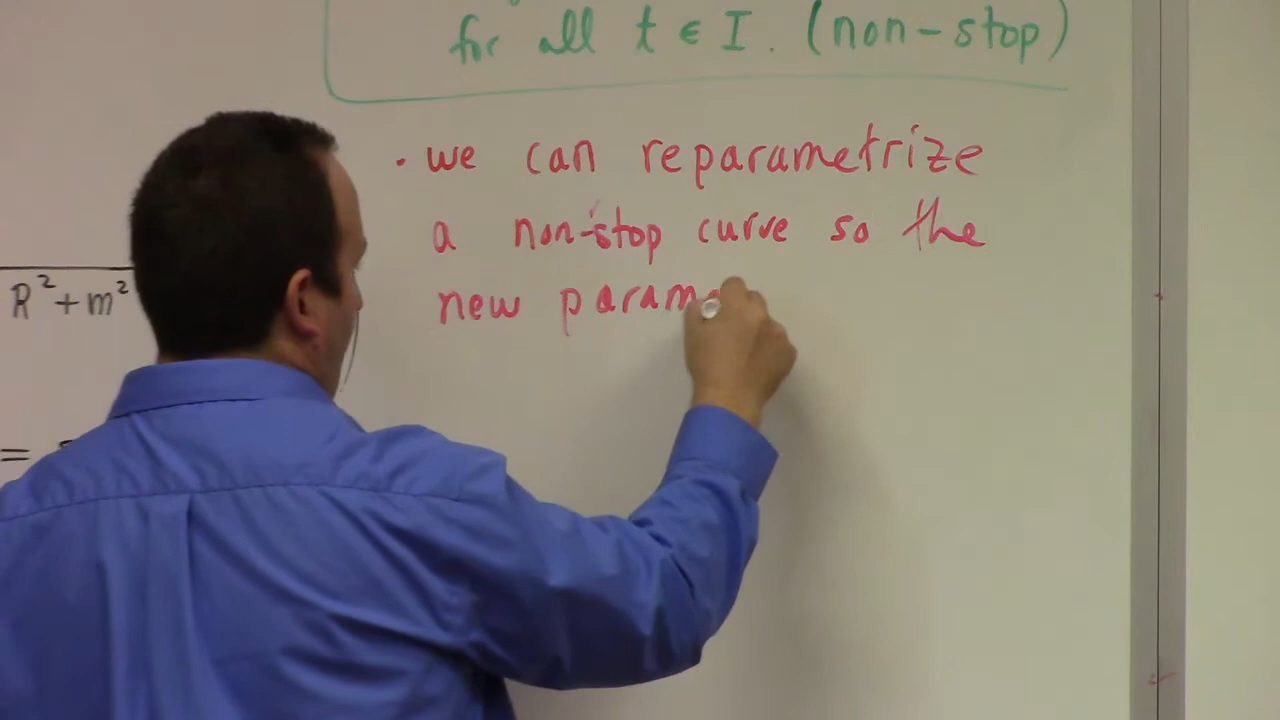 for all t ∈ I. (non-stop)
· we can reparametrize
a non-stop curve so the
new param
R² + m²
=